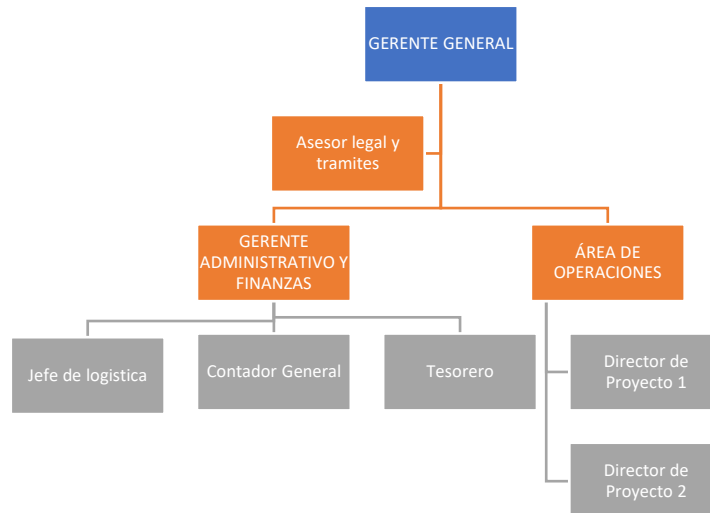 GERENTE GENERAL
Asesor legal y
tramites
GERENTE
ADMINISTRATIVO Y
FINANZAS
ÁREA DE
OPERACIONES
Jefe de logistica
Contador General
Tesorero
Director de
Proyecto 1
Director de
Proyecto 2